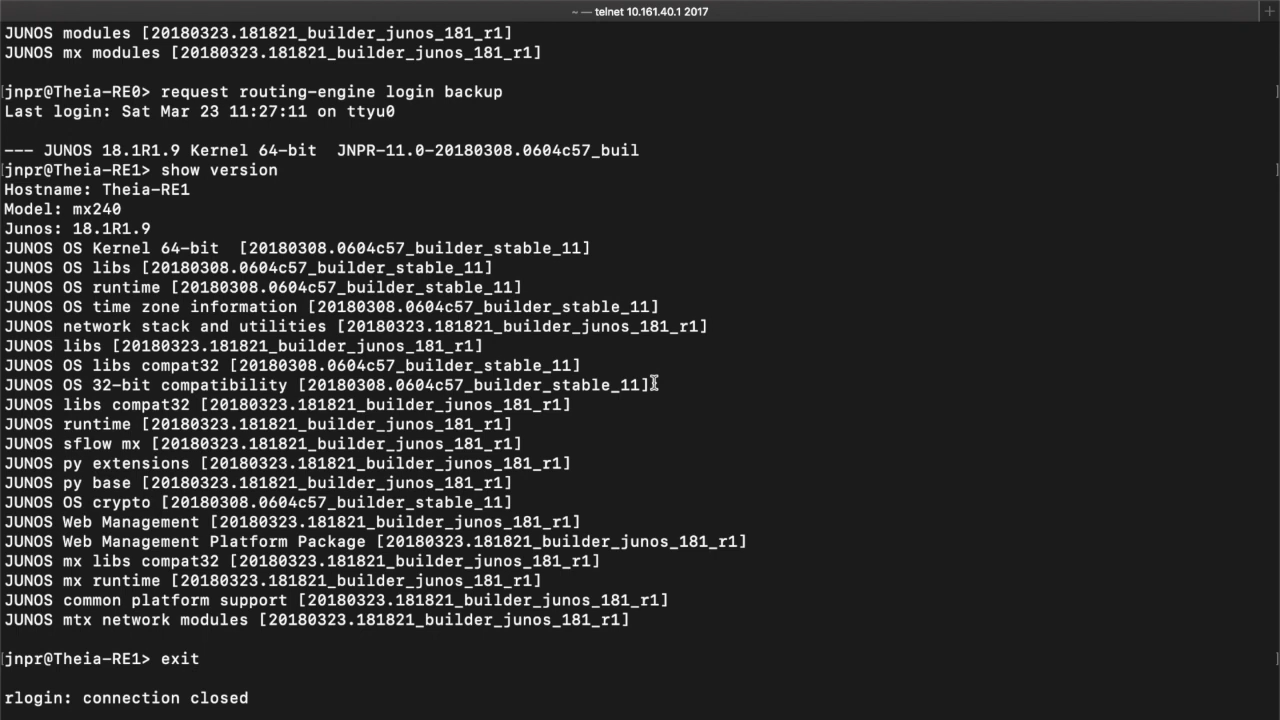 ~ — telnet 10.161.40.1 2017
JUNOS modules [20180323.181821_builder_junos_181_r1]
JUNOS mx modules [20180323.181821_builder_junos_181_r1]
[jnpr@Theia-RE0> request routing-engine login backup ]
Last login: Sat Mar 23 11:27:11 on ttyu0
--- JUNOS 18.1R1.9 Kernel 64-bit  JNPR-11.0-20180308.0604c57_buil
[jnpr@Theia-RE1> show version ]
Hostname: Theia-RE1
Model: mx240
Junos: 18.1R1.9
JUNOS OS Kernel 64-bit  [20180308.0604c57_builder_stable_11]
JUNOS OS libs [20180308.0604c57_builder_stable_11]
JUNOS OS runtime [20180308.0604c57_builder_stable_11]
JUNOS OS time zone information [20180308.0604c57_builder_stable_11]
JUNOS network stack and utilities [20180323.181821_builder_junos_181_r1]
JUNOS libs [20180323.181821_builder_junos_181_r1]
JUNOS OS libs compat32 [20180308.0604c57_builder_stable_11]
JUNOS OS 32-bit compatibility [20180308.0604c57_builder_stable_11]
JUNOS libs compat32 [20180323.181821_builder_junos_181_r1]
JUNOS runtime [20180323.181821_builder_junos_181_r1]
JUNOS sflow mx [20180323.181821_builder_junos_181_r1]
JUNOS py extensions [20180323.181821_builder_junos_181_r1]
JUNOS py base [20180323.181821_builder_junos_181_r1]
JUNOS OS crypto [20180308.0604c57_builder_stable_11]
JUNOS Web Management [20180323.181821_builder_junos_181_r1]
JUNOS Web Management Platform Package [20180323.181821_builder_junos_181_r1]
JUNOS mx libs compat32 [20180323.181821_builder_junos_181_r1]
JUNOS mx runtime [20180323.181821_builder_junos_181_r1]
JUNOS common platform support [20180323.181821_builder_junos_181_r1]
JUNOS mtx network modules [20180323.181821_builder_junos_181_r1]
[jnpr@Theia-RE1> exit ]
rlogin: connection closed